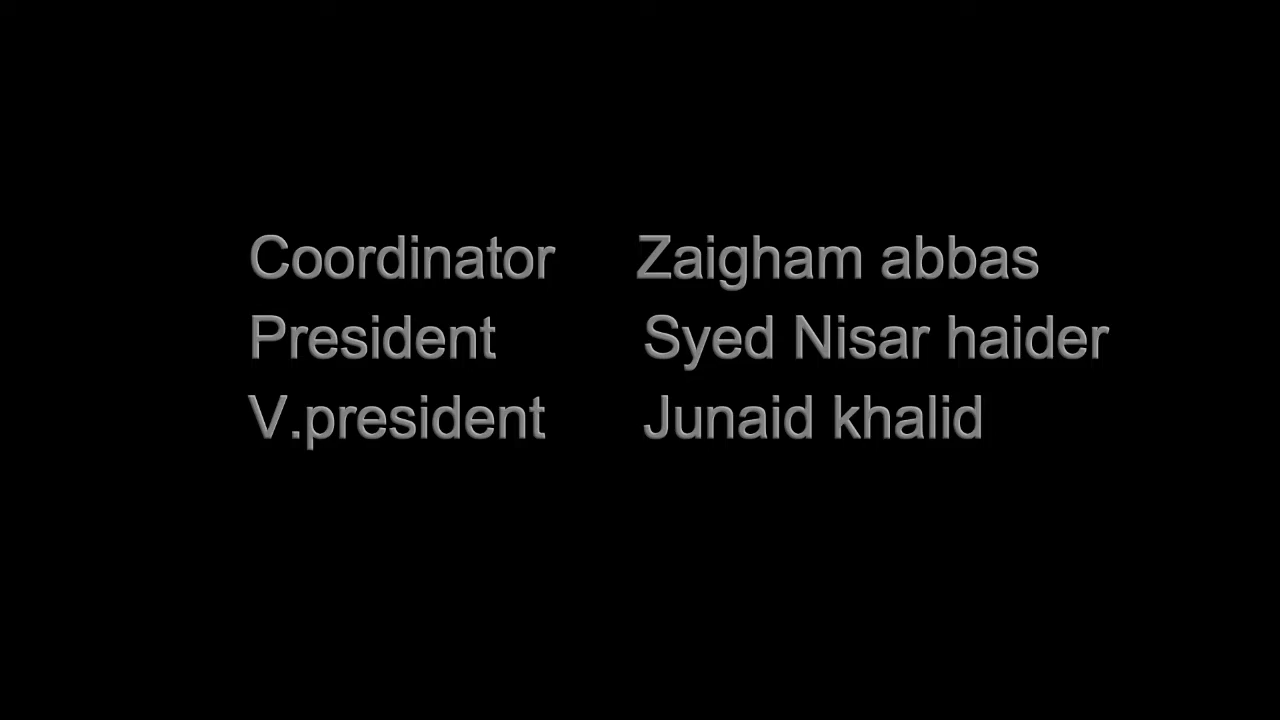 Coordinator Zaigham abbas
President Syed Nisar haider
V.president Junaid khalid